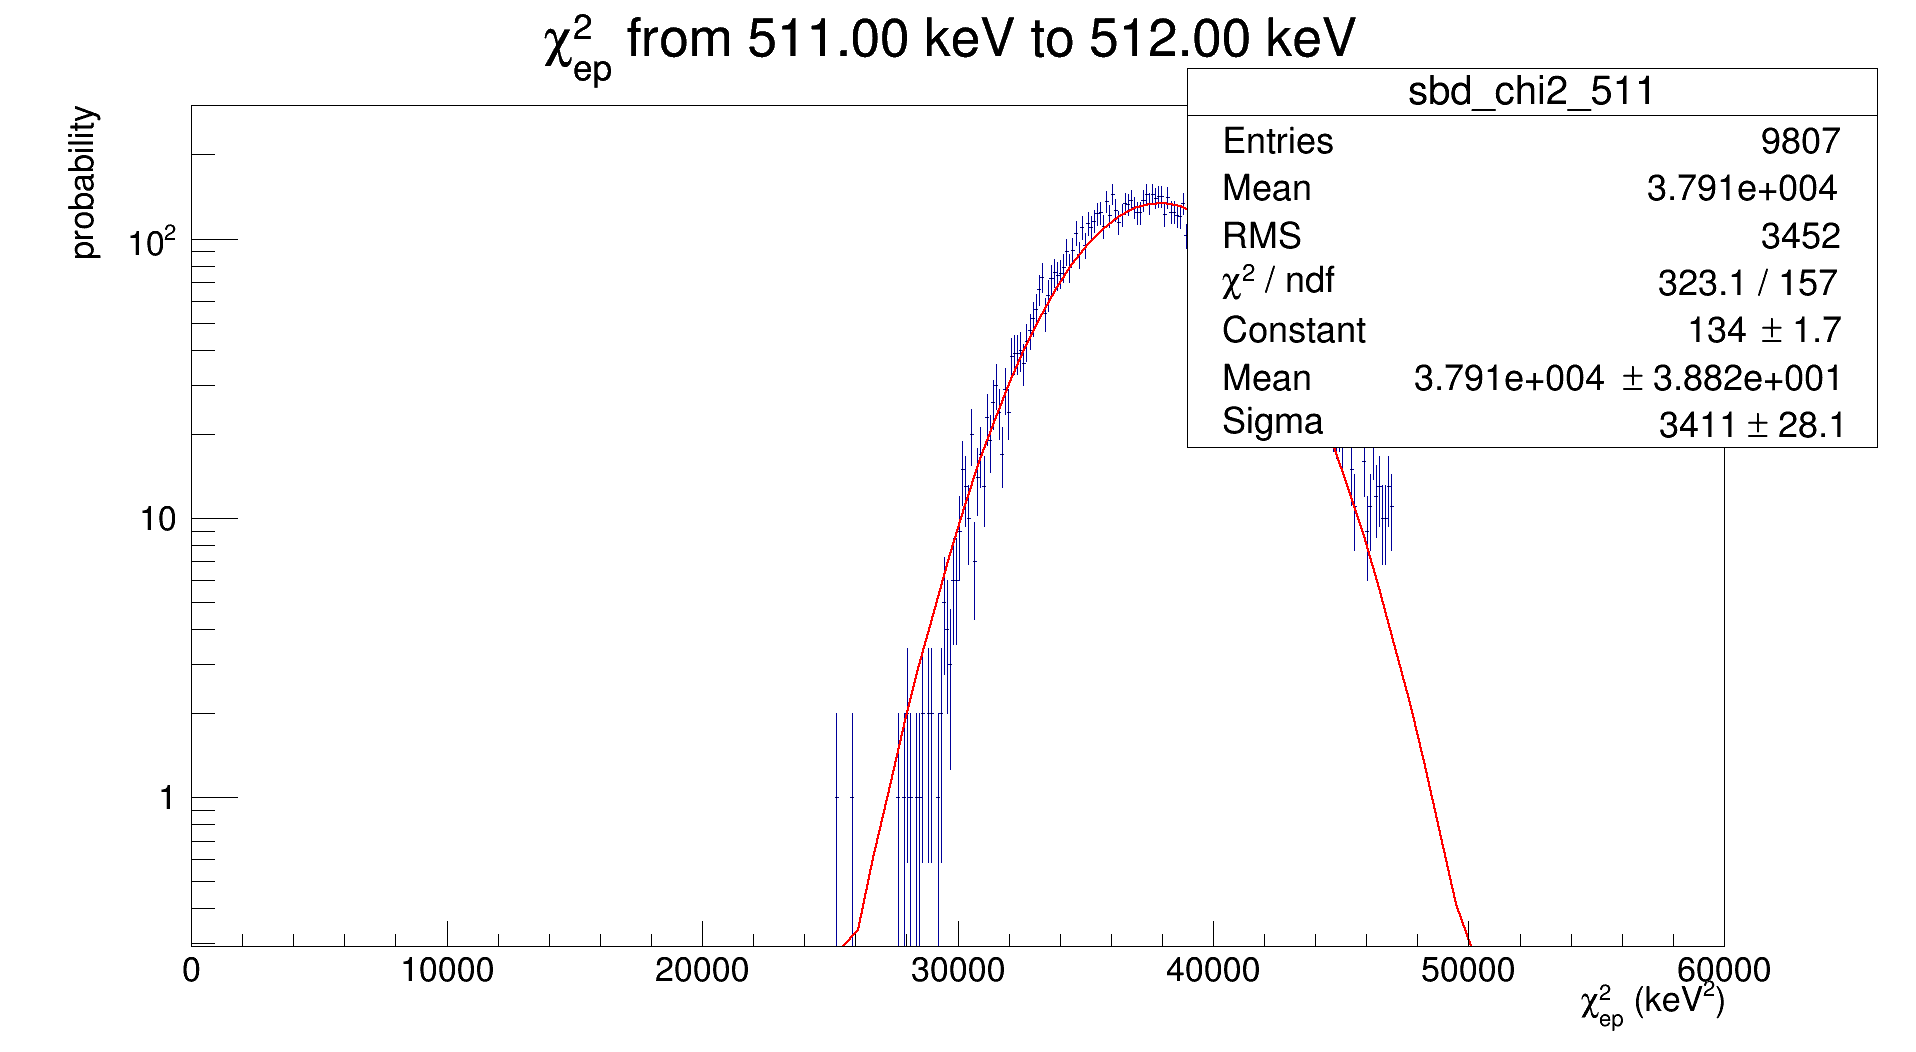 χ²ep from 511.00 keV to 512.00 keV
probability
sbd_chi2_511
Entries 9807
Mean 3.791e+004
RMS 3452
χ² / ndf 323.1 / 157
Constant 134 ± 1.7
Mean 3.791e+004 ± 3.882e+001
Sigma 3411 ± 28.1
10²
10
1
0 10000 20000 30000 40000 50000 60000
χ²ep (keV²)